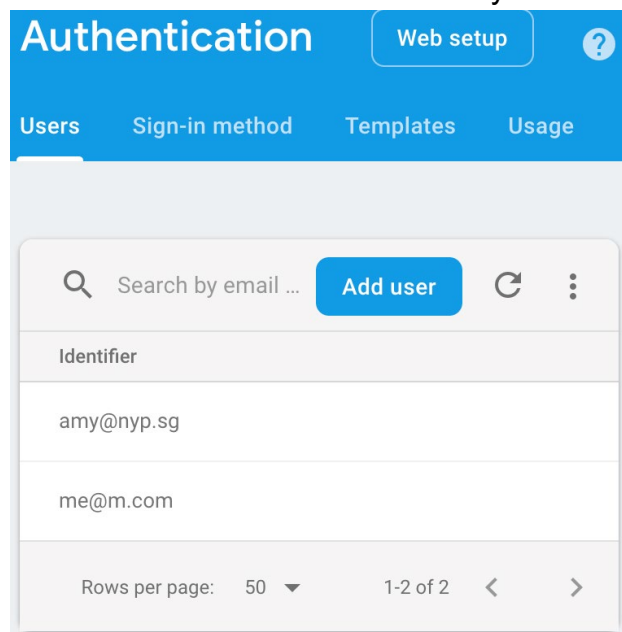 Authentication Web setup
Users Sign-in method Templates Usage
Search by email ... Add user
Identifier
amy@nyp.sg
me@m.com
Rows per page: 50 1-2 of 2